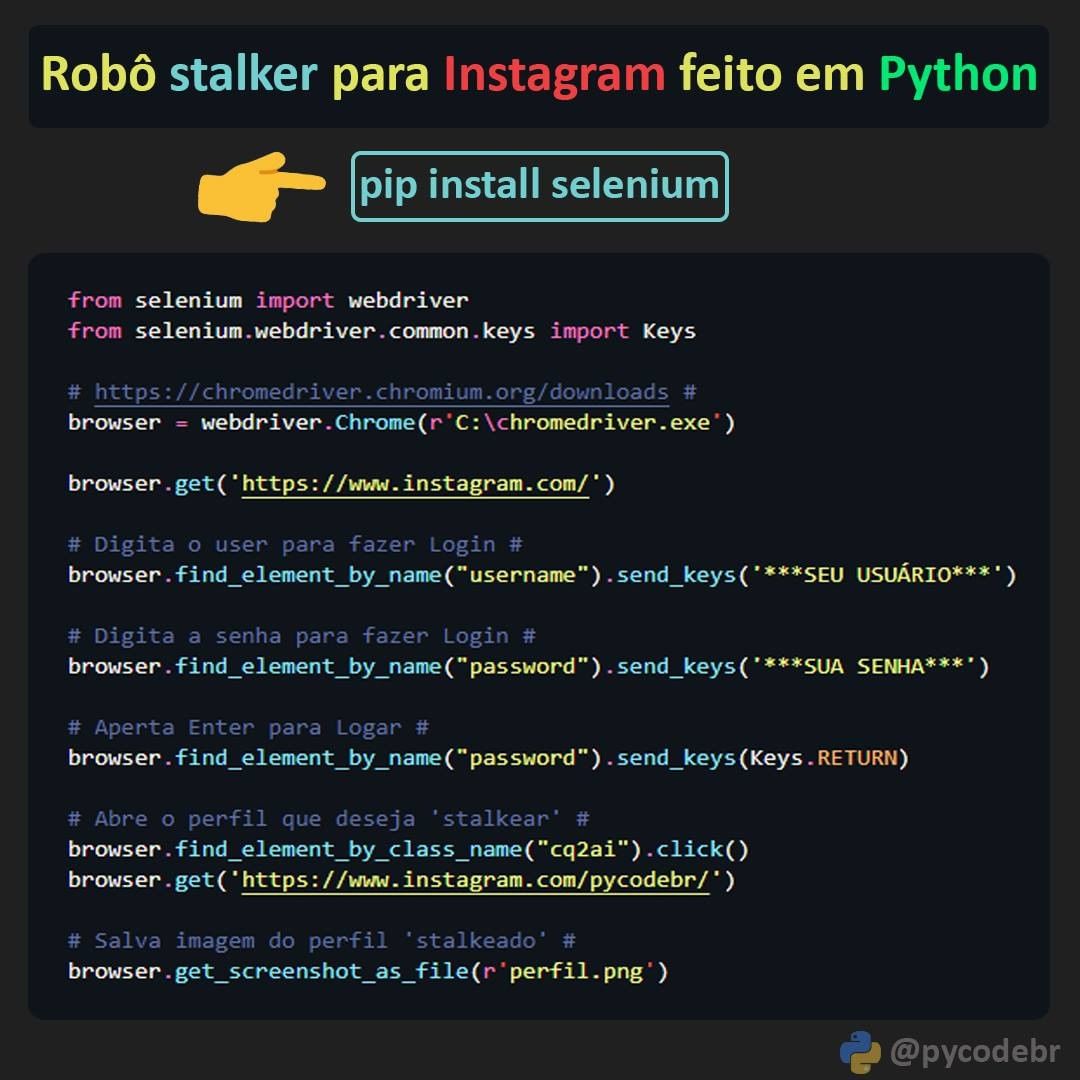 Robô stalker para Instagram feito em Python
pip install selenium
from selenium import webdriver
from selenium.webdriver.common.keys import Keys
# https://chromedriver.chromium.org/downloads #
browser = webdriver.Chrome(r'C:\chromedriver.exe')
browser.get('https://www.instagram.com/')
# Digita o user para fazer Login #
browser.find_element_by_name("username").send_keys('***SEU USUÁRIO***')
# Digita a senha para fazer Login #
browser.find_element_by_name("password").send_keys('***SUA SENHA***')
# Aperta Enter para Logar #
browser.find_element_by_name("password").send_keys(Keys.RETURN)
# Abre o perfil que deseja 'stalkear' #
browser.find_element_by_class_name("cq2ai").click()
browser.get('https://www.instagram.com/pycodebr/')
# Salva imagem do perfil 'stalkeado' #
browser.get_screenshot_as_file(r'perfil.png')
@pycodebr